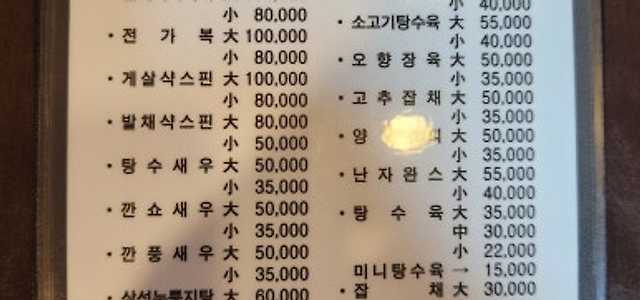 小 80,000
· 전 가 복 大 100,000
小 80,000
· 게살샥스핀 大 100,000
小 80,000
· 발채샥스핀 大 80,000
小 50,000
· 탕 수 새 우 大 50,000
小 35,000
· 깐 쇼 새 우 大 50,000
小 35,000
· 깐 풍 새 우 大 50,000
小 35,000
삼선누룽지탕 大 60,000
小 40,000
· 소고기탕수육 大 55,000
小 40,000
· 오 향 장 육 大 50,000
小 35,000
· 고 추 잡 채 大 50,000
小 35,000
· 양 大 50,000
小 35,000
· 난 자 완 스 大 55,000
小 40,000
· 탕 수 육 大 35,000
中 30,000
小 22,000
미니탕수육 → 15,000
· 잡 채 大 30,000